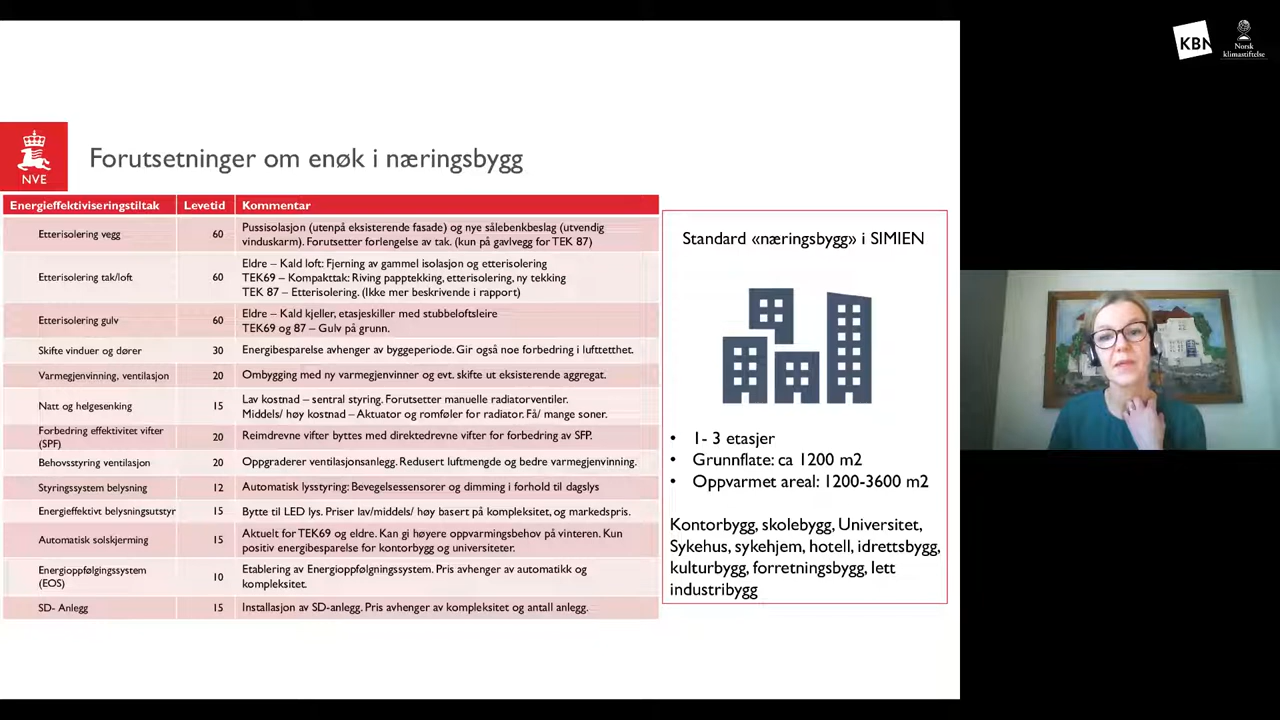 KBN
Norsk
klimastiftelse
NVE
Forutsetninger om enøk i næringsbygg
Energieffektiviseringstiltak Levetid Kommentar
Etterisolering vegg 60 Pussisolasjon (utenpå eksisterende fasade) og nye sålebenkbeslag (utvendig
vinduskarm). Forutsetter forlengelse av tak. (kun på gavlvegg for TEK 87)
Etterisolering tak/loft 60 Eldre – Kald loft: Fjerning av gammel isolasjon og etterisolering
TEK69 – Kompakttak: Riving papptekking, etterisolering, ny tekking
TEK 87 – Etterisolering. (Ikke mer beskrivende i rapport)
Etterisolering gulv 60 Eldre – Kald kjeller, etasjeskiller med stubbeloftsleire
TEK69 og 87 – Gulv på grunn.
Skifte vinduer og dører 30 Energibesparelse avhenger av byggeperiode. Gir også noe forbedring i lufttetthet.
Varmegjenvinning, ventilasjon 20 Ombygging med ny varmegjenvinner og evt. skifte ut eksisterende aggregat.
Natt og helgesenking 15 Lav kostnad – sentral styring. Forutsetter manuelle radiatorventiler.
Middels/ høy kostnad – Aktuator og romføler for radiator. Få/ mange soner.
Forbedring effektivitet vifter
(SPF) 20 Reimdrevne vifter byttes med direktedrevne vifter for forbedring av SFP.
Behovsstyring ventilasjon 20 Oppgraderer ventilasjonsanlegg. Redusert luftmengde og bedre varmegjenvinning.
Styringssystem belysning 12 Automatisk lysstyring: Bevegelsessensorer og dimming i forhold til dagslys
Energieffektivt belysningsutstyr 15 Bytte til LED lys. Priser lav/middels/ høy basert på kompleksitet, og markedspris.
Automatisk solskjerming 15 Aktuelt for TEK69 og eldre. Kan gi høyere oppvarmingsbehov på vinteren. Kun
positiv energibesparelse for kontorbygg og universiteter.
Energioppfølgingssystem
(EOS) 10 Etablering av Energioppfølgningssystem. Pris avhenger av automatikk og
kompleksitet.
SD- Anlegg 15 Installasjon av SD-anlegg. Pris avhenger av kompleksitet og antall anlegg.
Standard «næringsbygg» i SIMIEN
• 1- 3 etasjer
• Grunnflate: ca 1200 m2
• Oppvarmet areal: 1200-3600 m2
Kontorbygg, skolebygg, Universitet,
Sykehus, sykehjem, hotell, idrettsbygg,
kulturbygg, forretningsbygg, lett
industribygg